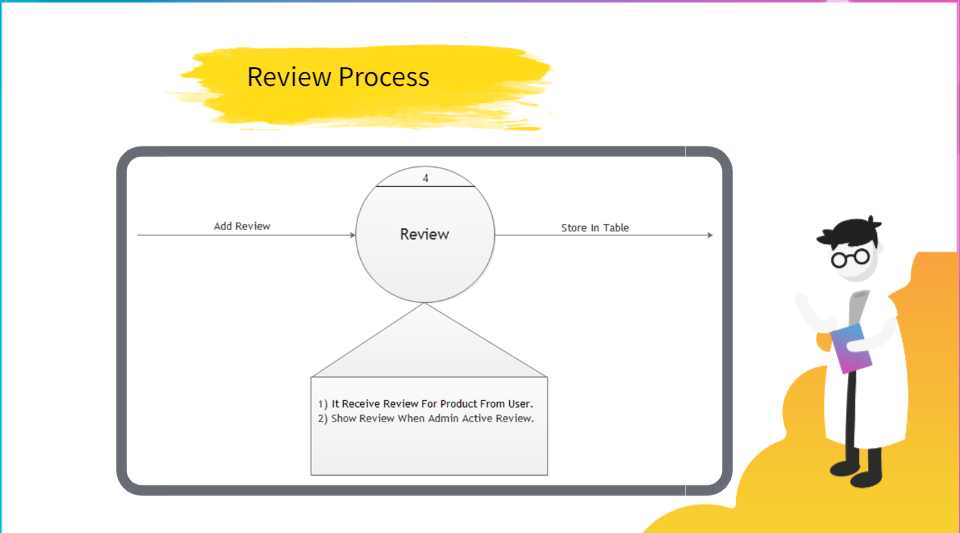 Review Process
4
Add Review
Review
Store In Table
1) It Receive Review For Product From User.
2) Show Review When Admin Active Review.